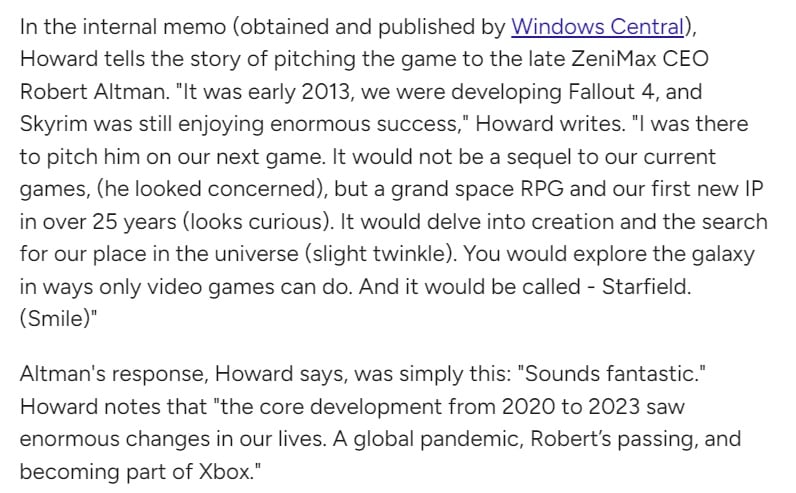 In the internal memo (obtained and published by Windows Central),
Howard tells the story of pitching the game to the late ZeniMax CEO
Robert Altman. "It was early 2013, we were developing Fallout 4, and
Skyrim was still enjoying enormous success," Howard writes. "I was there
to pitch him on our next game. It would not be a sequel to our current
games, (he looked concerned), but a grand space RPG and our first new IP
in over 25 years (looks curious). It would delve into creation and the search
for our place in the universe (slight twinkle). You would explore the galaxy
in ways only video games can do. And it would be called - Starfield.
(Smile)"
Altman's response, Howard says, was simply this: "Sounds fantastic."
Howard notes that "the core development from 2020 to 2023 saw
enormous changes in our lives. A global pandemic, Robert’s passing, and
becoming part of Xbox."